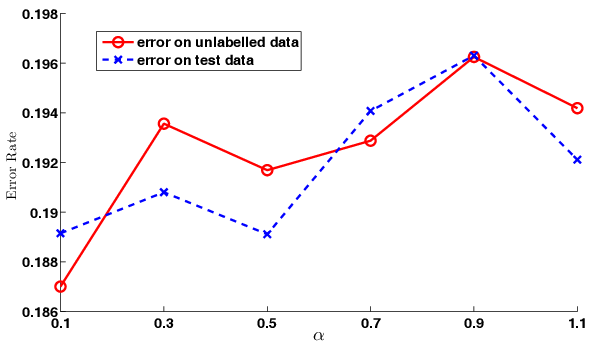 0.198
0.196
0.194
0.192
0.19
0.188
0.186
Error Rate
error on unlabelled data
error on test data
0.1 0.3 0.5 0.7 0.9 1.1
α